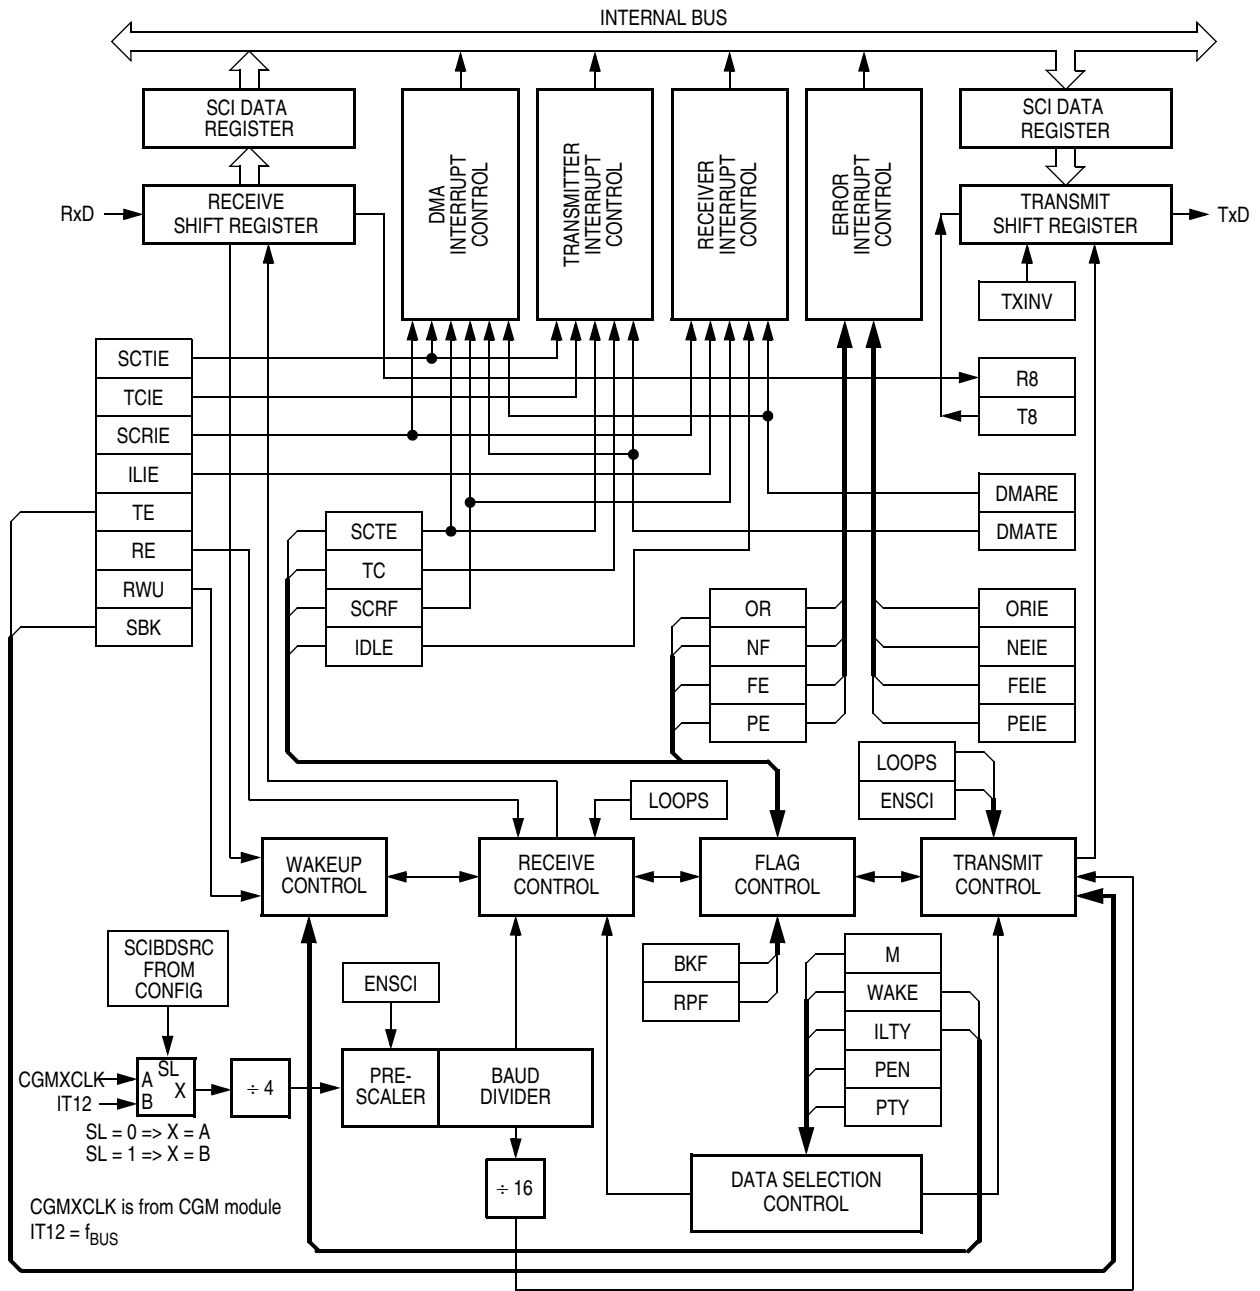 INTERNAL BUS
SCI DATA
REGISTER
DMA
INTERRUPT
CONTROL
TRANSMITTER
INTERRUPT
CONTROL
RECEIVER
INTERRUPT
CONTROL
ERROR
INTERRUPT
CONTROL
SCI DATA
REGISTER
RxD
RECEIVE
SHIFT REGISTER
TRANSMIT
SHIFT REGISTER
TxD
TXINV
SCTIE
TCIE
SCRIE
ILIE
TE
RE
RWU
SBK
R8
T8
DMARE
DMATE
SCTE
TC
SCRF
IDLE
OR
NF
FE
PE
ORIE
NEIE
FEIE
PEIE
LOOPS
ENSCI
LOOPS
WAKEUP
CONTROL
RECEIVE
CONTROL
FLAG
CONTROL
TRANSMIT
CONTROL
SCIBDSRC
FROM
CONFIG
ENSCI
BKF
RPF
M
WAKE
ILTY
PEN
PTY
CGMXCLK
IT12
SL
A
X
B
÷ 4
PRE-
SCALER
BAUD
DIVIDER
SL = 0 => X = A
SL = 1 => X = B
÷ 16
DATA SELECTION
CONTROL
CGMXCLK is from CGM module
IT12 = fBUS